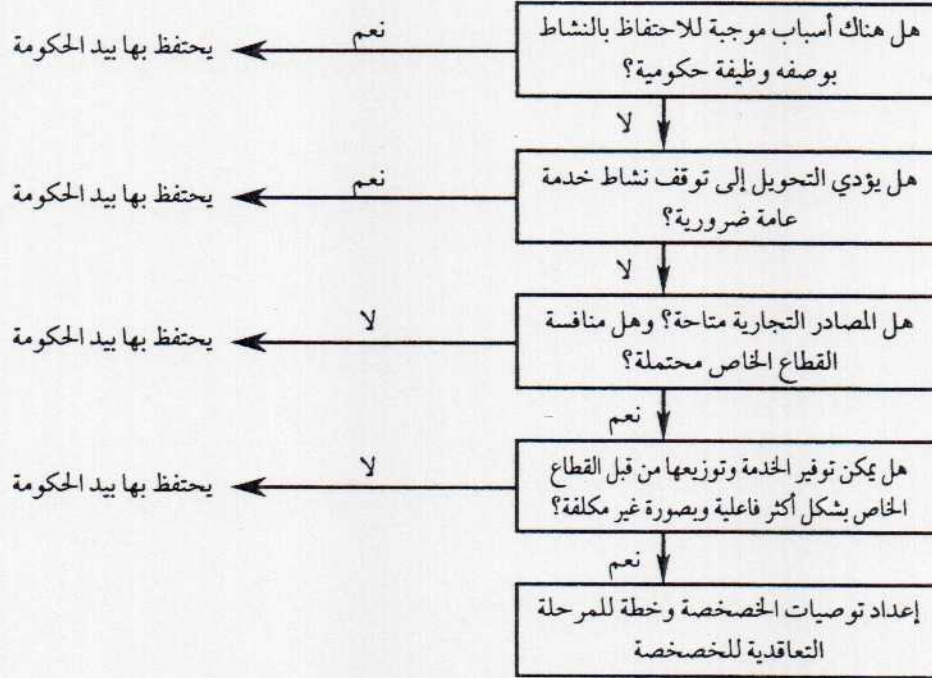 هل هناك أسباب موجبة للاحتفاظ بالنشاط
بوصفه وظيفة حكومية؟
نعم
يحتفظ بها بيد الحكومة
لا
هل يؤدي التحويل إلى توقف نشاط خدمة
عامة ضرورية؟
نعم
يحتفظ بها بيد الحكومة
لا
هل المصادر التجارية متاحة؟ وهل منافسة
القطاع الخاص محتملة؟
لا
يحتفظ بها بيد الحكومة
نعم
هل يمكن توفير الخدمة وتوزيعها من قبل القطاع
الخاص بشكل أكثر فاعلية وبصورة غير مكلفة؟
لا
يحتفظ بها بيد الحكومة
نعم
إعداد توصيات الخصخصة وخطة للمرحلة
التعاقدية للخصخصة